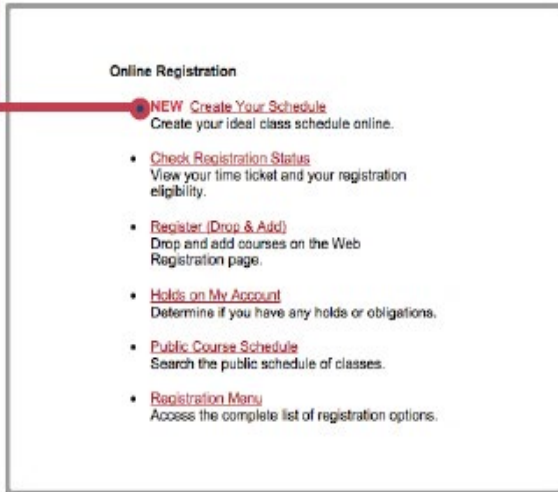 Online Registration
NEW Create Your Schedule
Create your ideal class schedule online.
Check Registration Status
View your time ticket and your registration
eligibility.
Register (Drop & Add)
Drop and add courses on the Web
Registration page.
Holds on My Account
Determine if you have any holds or obligations.
Public Course Schedule
Search the public schedule of classes.
Registration Menu
Access the complete list of registration options.